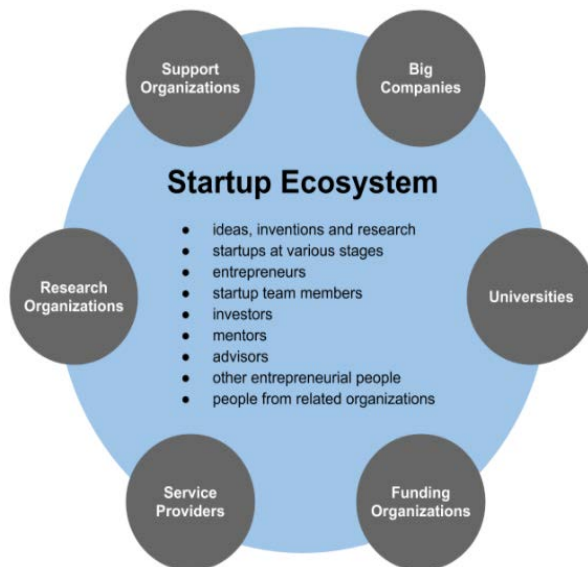 Support
Organizations
Big
Companies
Startup Ecosystem
● ideas, inventions and research
● startups at various stages
● entrepreneurs
● startup team members
● investors
● mentors
● advisors
● other entrepreneurial people
● people from related organizations
Research
Organizations
Universities
Service
Providers
Funding
Organizations